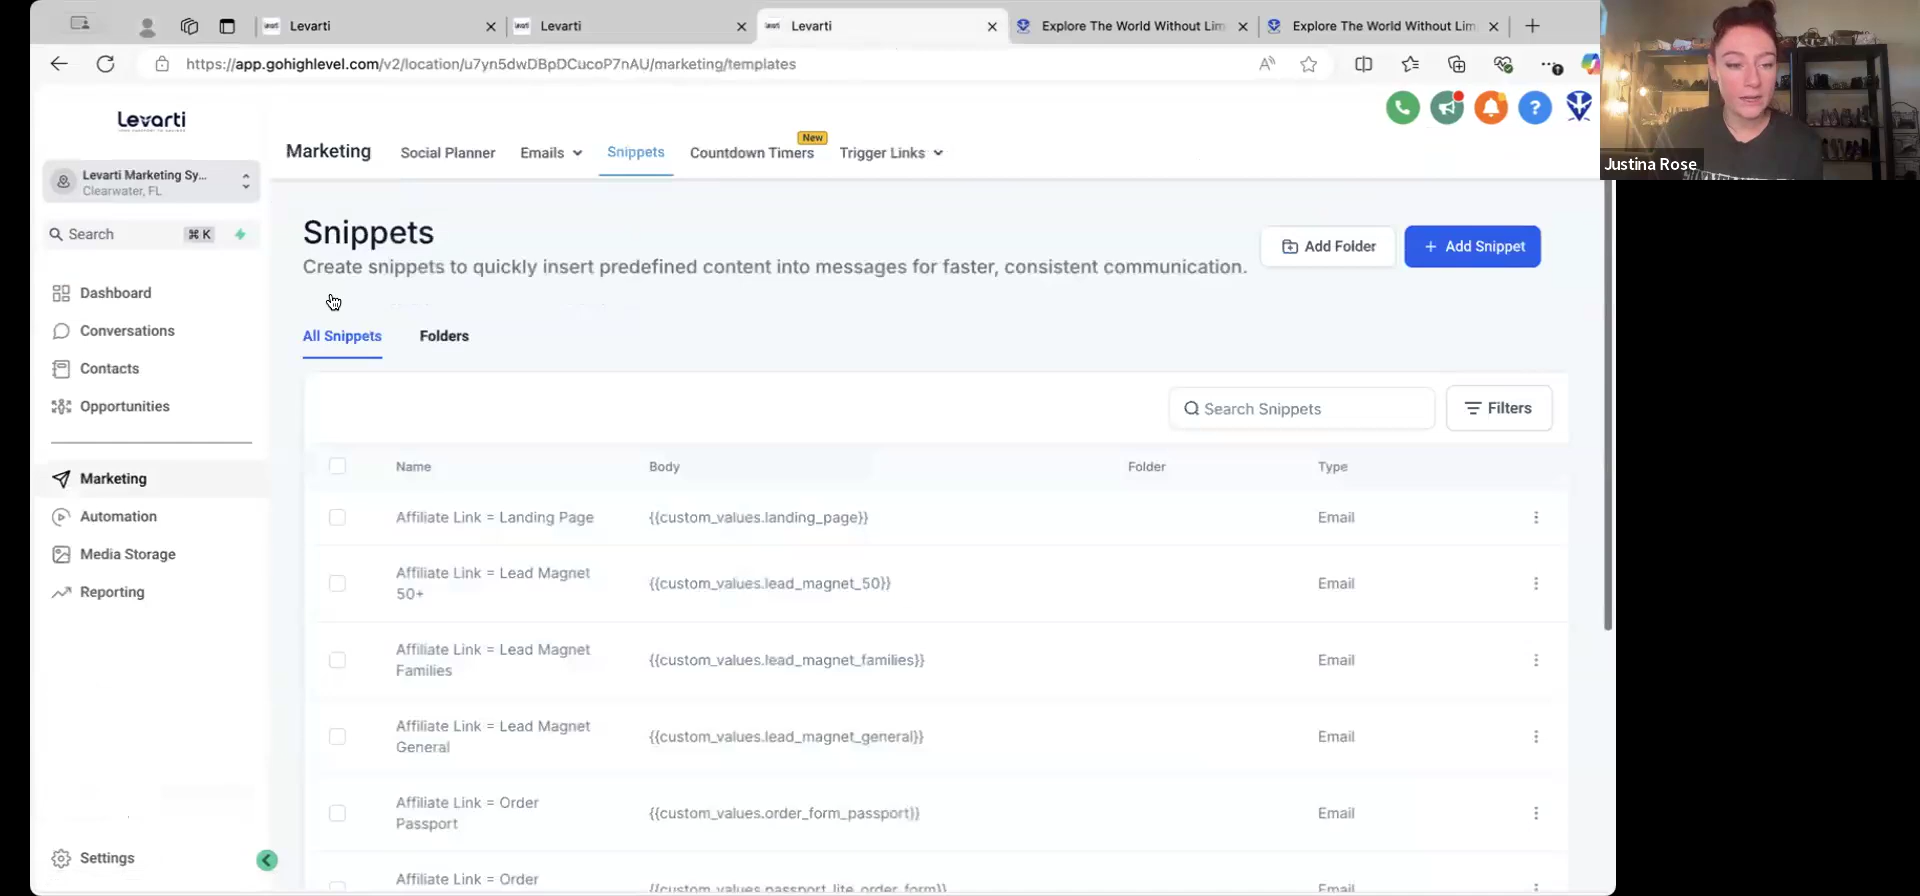 Levarti
Levarti
Levarti
Explore The World Without Lim
Explore The World Without Lim
https://app.gohighlevel.com/v2/location/u7yn5dwDBpDCucoP7nAU/marketing/templates
Levarti
Levarti Marketing Sy...
Clearwater, FL
Search ⌘ K
Dashboard
Conversations
Contacts
Opportunities
Marketing
Automation
Media Storage
Reporting
Settings
Marketing
Social Planner
Emails
Snippets
Countdown Timers
New
Trigger Links
Justina Rose
Snippets
Create snippets to quickly insert predefined content into messages for faster, consistent communication.
Add Folder
+ Add Snippet
All Snippets
Folders
Search Snippets
Filters
Name Body Folder Type
Affiliate Link = Landing Page {{custom_values.landing_page}} Email
Affiliate Link = Lead Magnet
50+
{{custom_values.lead_magnet_50}} Email
Affiliate Link = Lead Magnet
Families
{{custom_values.lead_magnet_families}} Email
Affiliate Link = Lead Magnet
General
{{custom_values.lead_magnet_general}} Email
Affiliate Link = Order
Passport
{{custom_values.order_form_passport}} Email
Affiliate Link = Order
{{custom_values.passport_lite_order_form}} Email